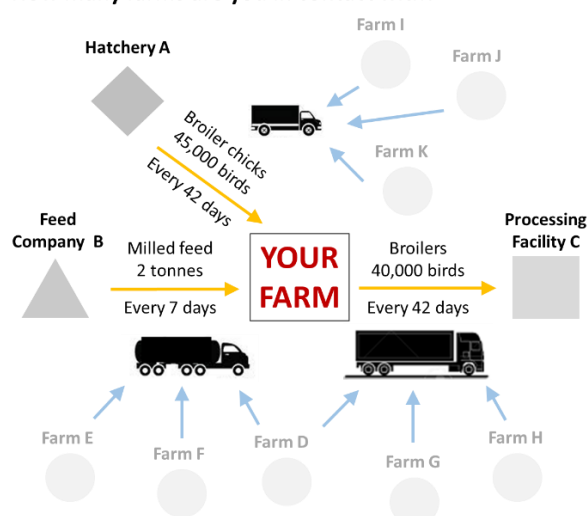 Farm I
Hatchery A
Farm J
Broiler chicks
45,000 birds
Every 42 days
Farm K
Feed
Company B
Milled feed
2 tonnes
Every 7 days
YOUR
FARM
Broilers
40,000 birds
Every 42 days
Processing
Facility C
Farm E
Farm F
Farm D
Farm G
Farm H